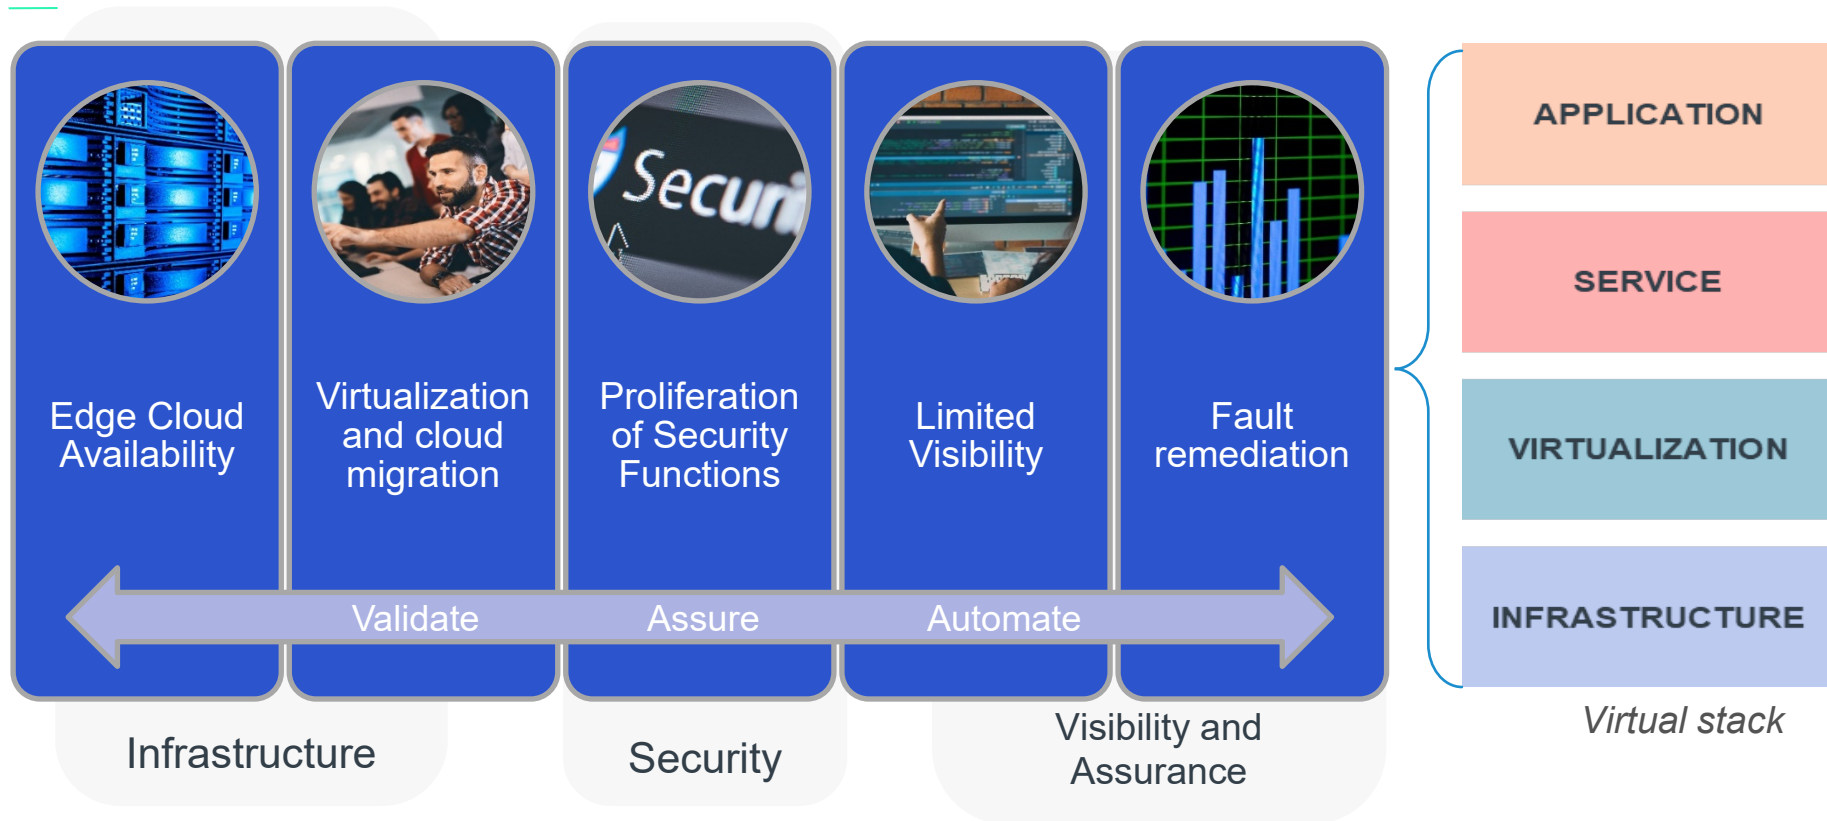 Securi
Edge Cloud
Availability
Virtualization
and cloud
migration
Proliferation
of Security
Functions
Limited
Visibility
Fault
remediation
Validate
Assure
Automate
Infrastructure
Security
Visibility and
Assurance
APPLICATION
SERVICE
VIRTUALIZATION
INFRASTRUCTURE
Virtual stack